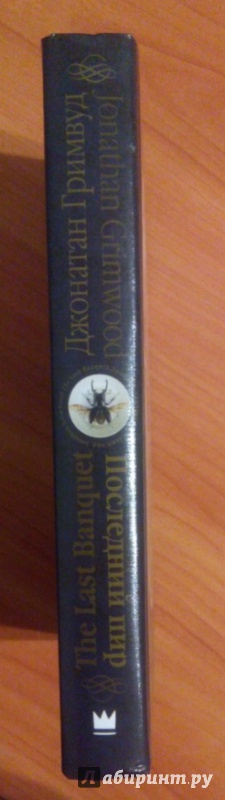 The Last Banquet
Джонатан Гримвуд
Последний пир
Jonathan Grimwood
Лабиринт.ру